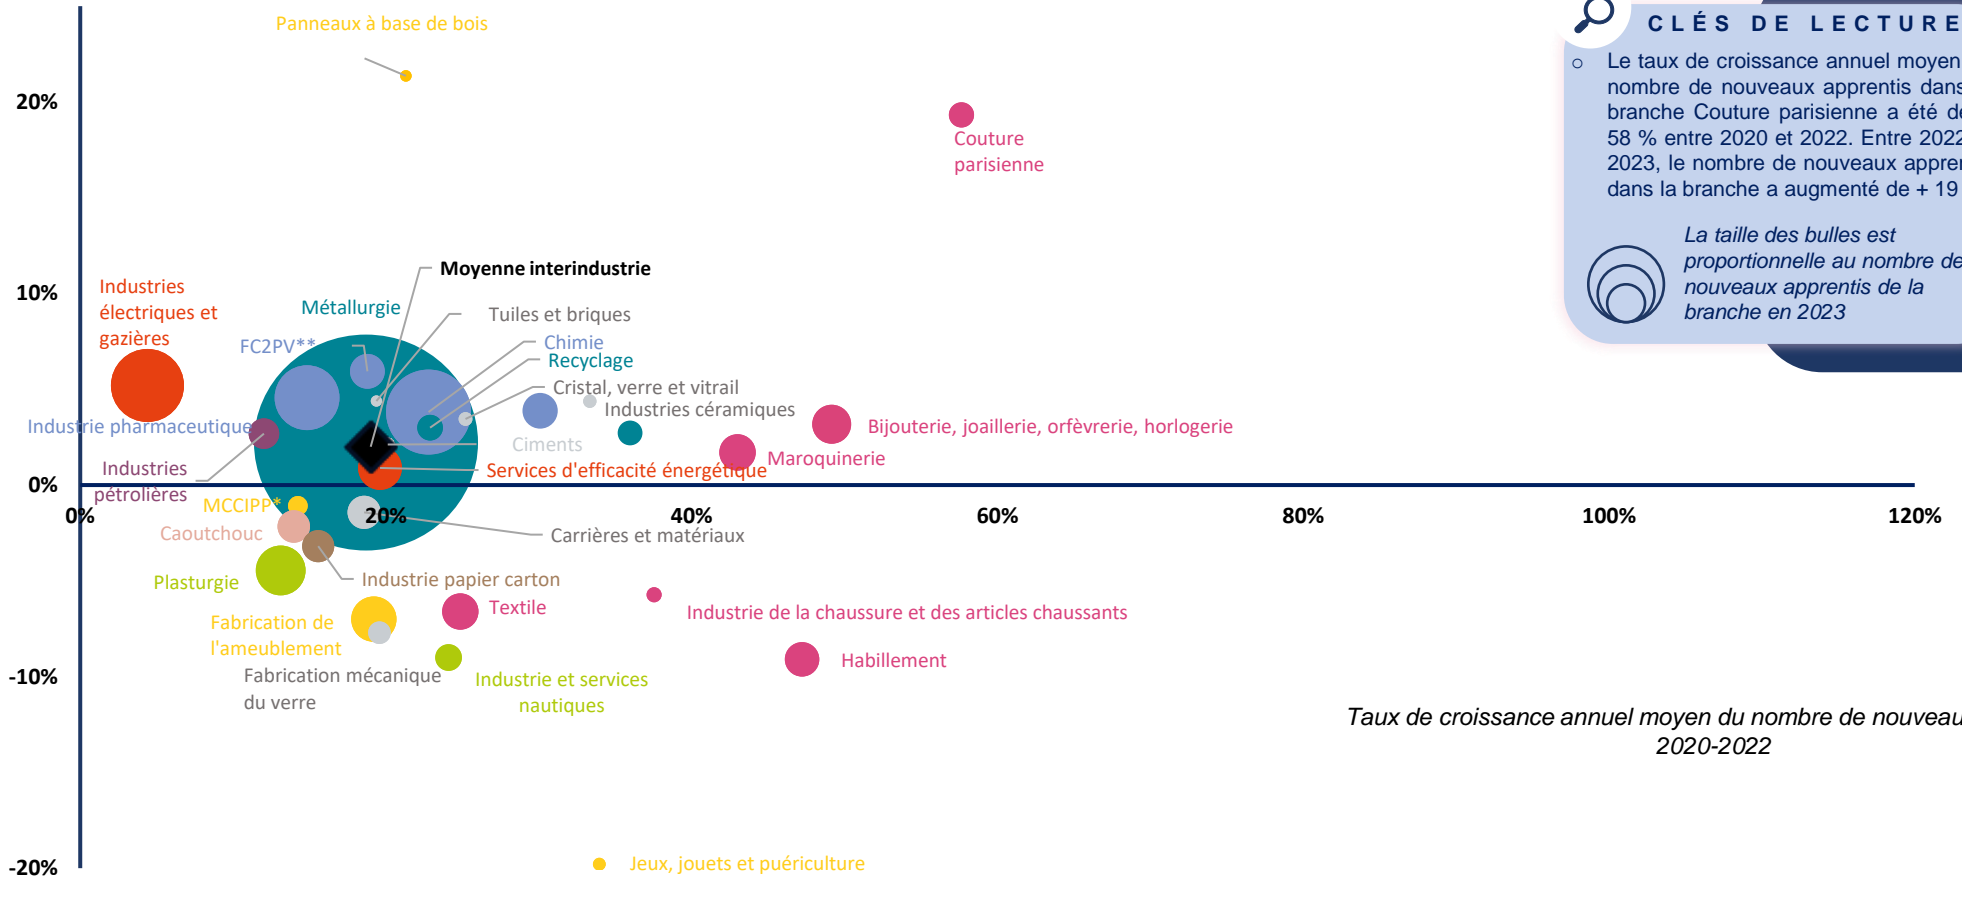 Panneaux à base de bois
CLÉS DE LECTURE
○ Le taux de croissance annuel moyen
nombre de nouveaux apprentis dans
branche Couture parisienne a été de
58 % entre 2020 et 2022. Entre 2022
2023, le nombre de nouveaux appren
dans la branche a augmenté de + 19
La taille des bulles est
proportionnelle au nombre de
nouveaux apprentis de la
branche en 2023
20%
Couture
parisienne
10%
Industries
électriques et
gazières
Moyenne interindustrie
Métallurgie
Tuiles et briques
FC2PV**
Chimie
Recyclage
Cristal, verre et vitrail
Industries céramiques
Industrie pharmaceutique
Ciments
Bijouterie, joaillerie, orfèvrerie, horlogerie
Maroquinerie
Industries
pétrolières
Services d'efficacité énergétique
0%
MCCIPP*
0%
20%
40%
60%
80%
100%
120%
Caoutchouc
Carrières et matériaux
Plasturgie
Industrie papier carton
Textile
Industrie de la chaussure et des articles chaussants
Fabrication de
l'ameublement
Habillement
-10%
Fabrication mécanique
du verre
Industrie et services
nautiques
Taux de croissance annuel moyen du nombre de nouveau
2020-2022
-20%
Jeux, jouets et puériculture